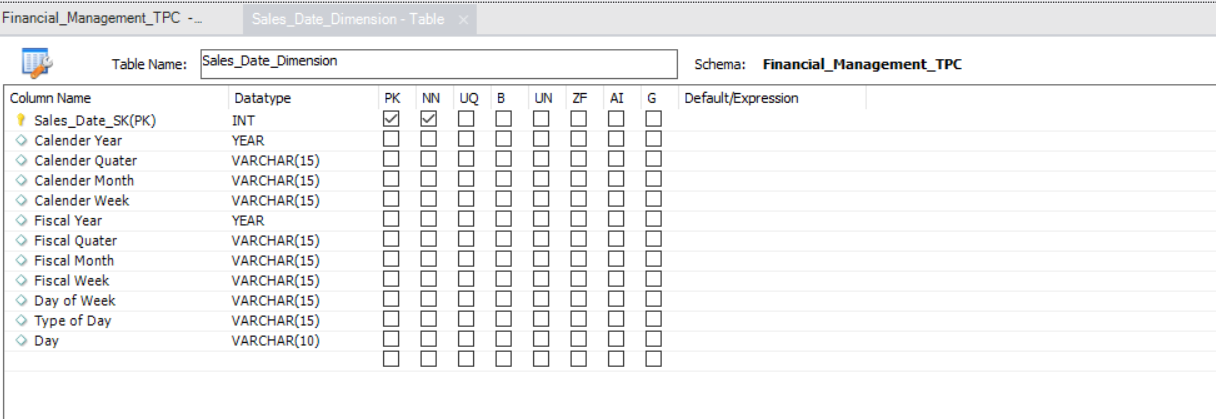 Financial_Management_TPC -... Sales_Date_Dimension - Table ×
Table Name: Sales_Date_Dimension Schema: Financial_Management_TPC
Column Name Datatype PK NN UQ B UN ZF AI G Default/Expression
Sales_Date_SK(PK) INT
Calender Year YEAR
Calender Quater VARCHAR(15)
Calender Month VARCHAR(15)
Calender Week VARCHAR(15)
Fiscal Year YEAR
Fiscal Quater VARCHAR(15)
Fiscal Month VARCHAR(15)
Fiscal Week VARCHAR(15)
Day of Week VARCHAR(15)
Type of Day VARCHAR(15)
Day VARCHAR(10)